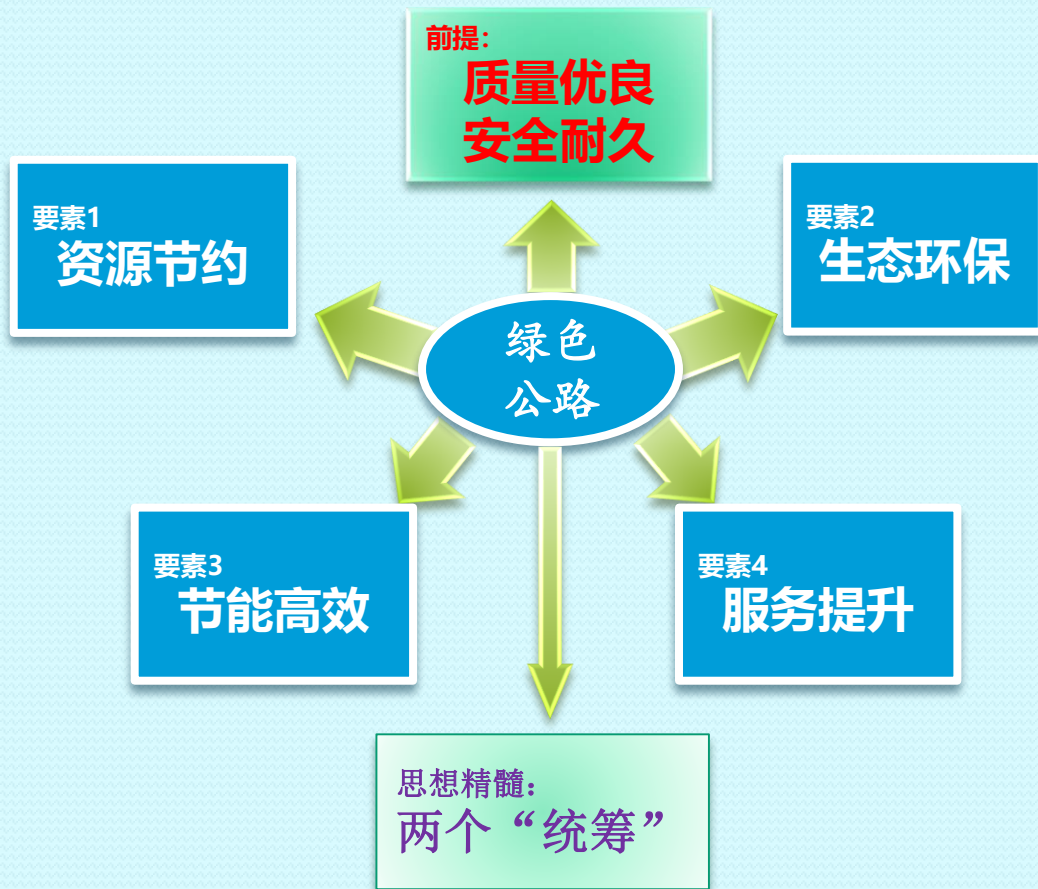 前提：
质量优良
安全耐久
要素1
资源节约
要素2
生态环保
绿色
公路
要素3
节能高效
要素4
服务提升
思想精髓：
两个“统筹”